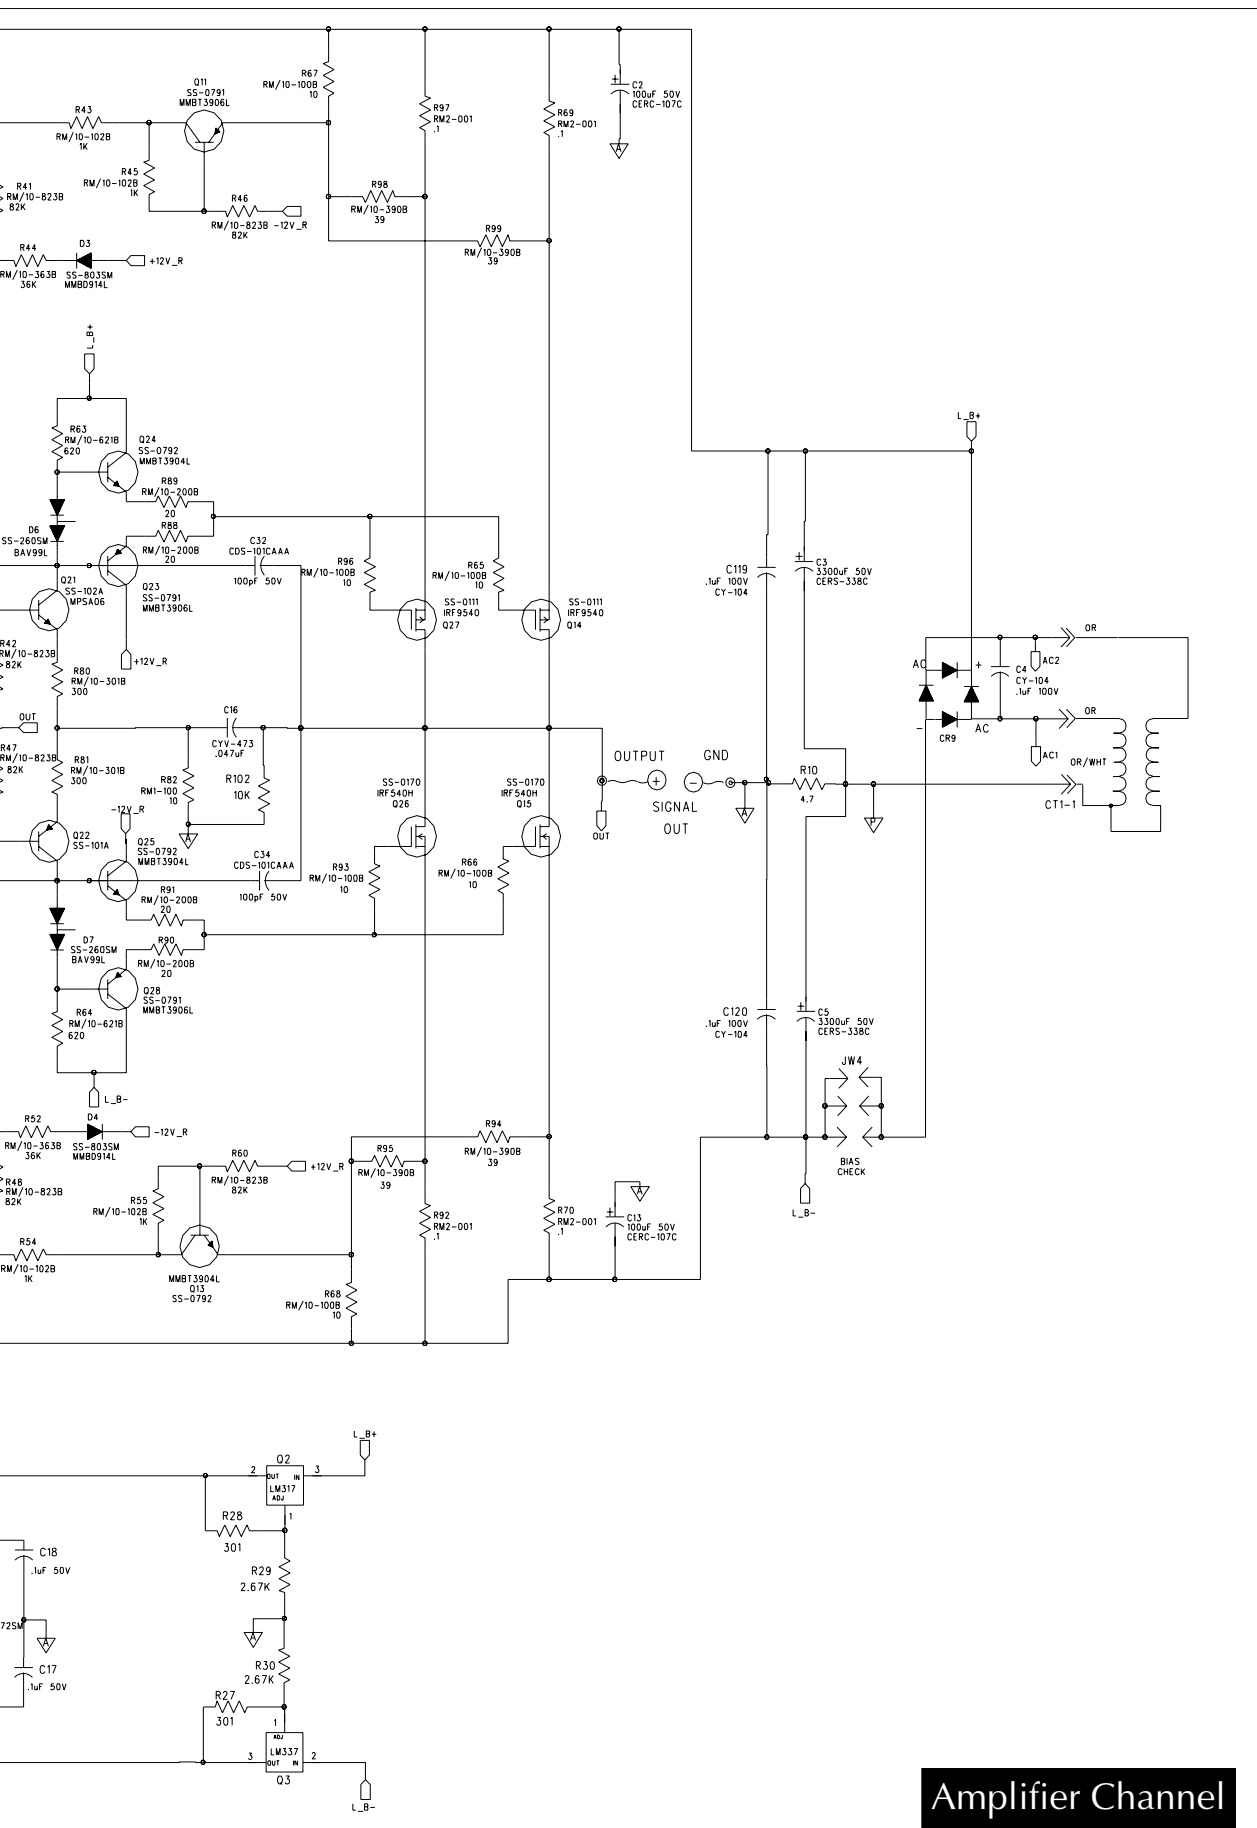 Q11
SS-0791
MMBT3906L
R43
RM/10-102B
1K
R45
RM/10-102B
1K
R41
RM/10-823B
82K
R46
RM/10-823B
82K
-12V_R
R44
RM/10-363B
36K
D3
SS-803SM
MMBD914L
+12V_R
R67
RM/10-100B
10
R97
RM2-001
.1
R69
RM2-001
.1
C2
100uF 50V
CERC-107C
A
R98
RM/10-390B
39
R99
RM/10-390B
39
L_B+
R63
RM/10-621B
620
Q24
SS-0792
MMBT3904L
R89
RM/10-200B
20
R88
RM/10-200B
20
D6
SS-260SM
BAV99L
Q21
SS-102A
MPSA06
Q23
SS-0791
MMBT3906L
C32
CDS-101CAAA
100pF 50V
R96
RM/10-100B
10
R65
RM/10-100B
10
SS-0111
IRF9540
Q27
SS-0111
IRF9540
Q14
R42
RM/10-823B
82K
+12V_R
R80
RM/10-301B
300
OUT
C16
CYV-473
.047uF
R47
RM/10-823B
82K
R81
RM/10-301B
300
R82
RM1-100
10
R102
10K
A
-12V_R
Q22
SS-101A
Q25
SS-0792
MMBT3904L
R91
RM/10-200B
20
R90
RM/10-200B
20
C34
CDS-101CAAA
100pF 50V
R93
RM/10-100B
10
R66
RM/10-100B
10
SS-0170
IRF540H
Q26
SS-0170
IRF540H
Q15
D7
SS-260SM
BAV99L
Q28
SS-0791
MMBT3906L
R64
RM/10-621B
620
L_B-
OUTPUT
+
-
GND
SIGNAL
OUT
OUT
A
R10
4.7
P
L_B+
C119
.1uF 100V
CY-104
C3
3300uF 50V
CERS-338C
C120
.1uF 100V
CY-104
C5
3300uF 50V
CERS-338C
AC
+
-
AC
CR9
C4
CY-104
.1uF 100V
AC2
AC1
OR
OR
OR/WHT
CT1-1
JW4
BIAS
CHECK
L_B-
R52
RM/10-363B
36K
D4
SS-803SM
MMBD914L
-12V_R
R48
RM/10-823B
82K
R60
RM/10-823B
82K
+12V_R
R55
RM/10-102B
1K
R54
RM/10-102B
1K
MMBT3904L
Q13
SS-0792
R94
RM/10-390B
39
R95
RM/10-390B
39
R92
RM2-001
.1
R70
RM2-001
.1
C13
100uF 50V
CERC-107C
A
R68
RM/10-100B
10
L_B+
Q2
2
OUT
IN
3
LM317
ADJ
1
R28
301
R29
2.67K
C18
.1uF 50V
72SM
A
A
C17
.1uF 50V
R30
2.67K
R27
301
1
ADJ
LM337
3
OUT
IN
2
Q3
L_B-
Amplifier Channel